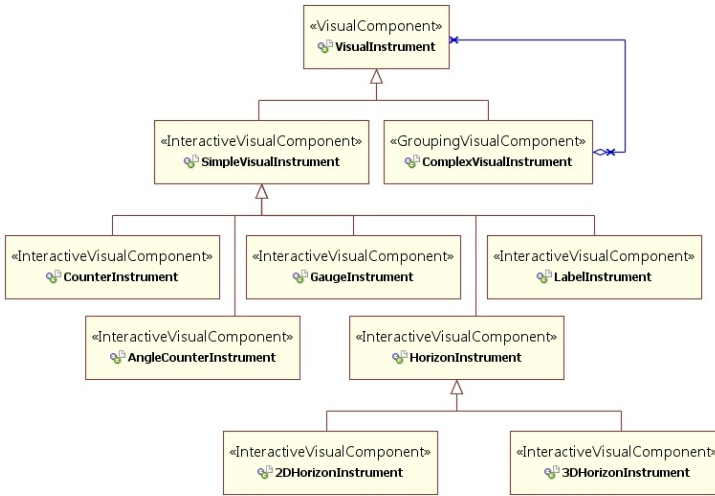 «VisualComponent»
VisualInstrument
«InteractiveVisualComponent»
SimpleVisualInstrument
«GroupingVisualComponent»
ComplexVisualInstrument
«InteractiveVisualComponent»
CounterInstrument
«InteractiveVisualComponent»
GaugeInstrument
«InteractiveVisualComponent»
LabelInstrument
«InteractiveVisualComponent»
AngleCounterInstrument
«InteractiveVisualComponent»
HorizonInstrument
«InteractiveVisualComponent»
2DHorizonInstrument
«InteractiveVisualComponent»
3DHorizonInstrument